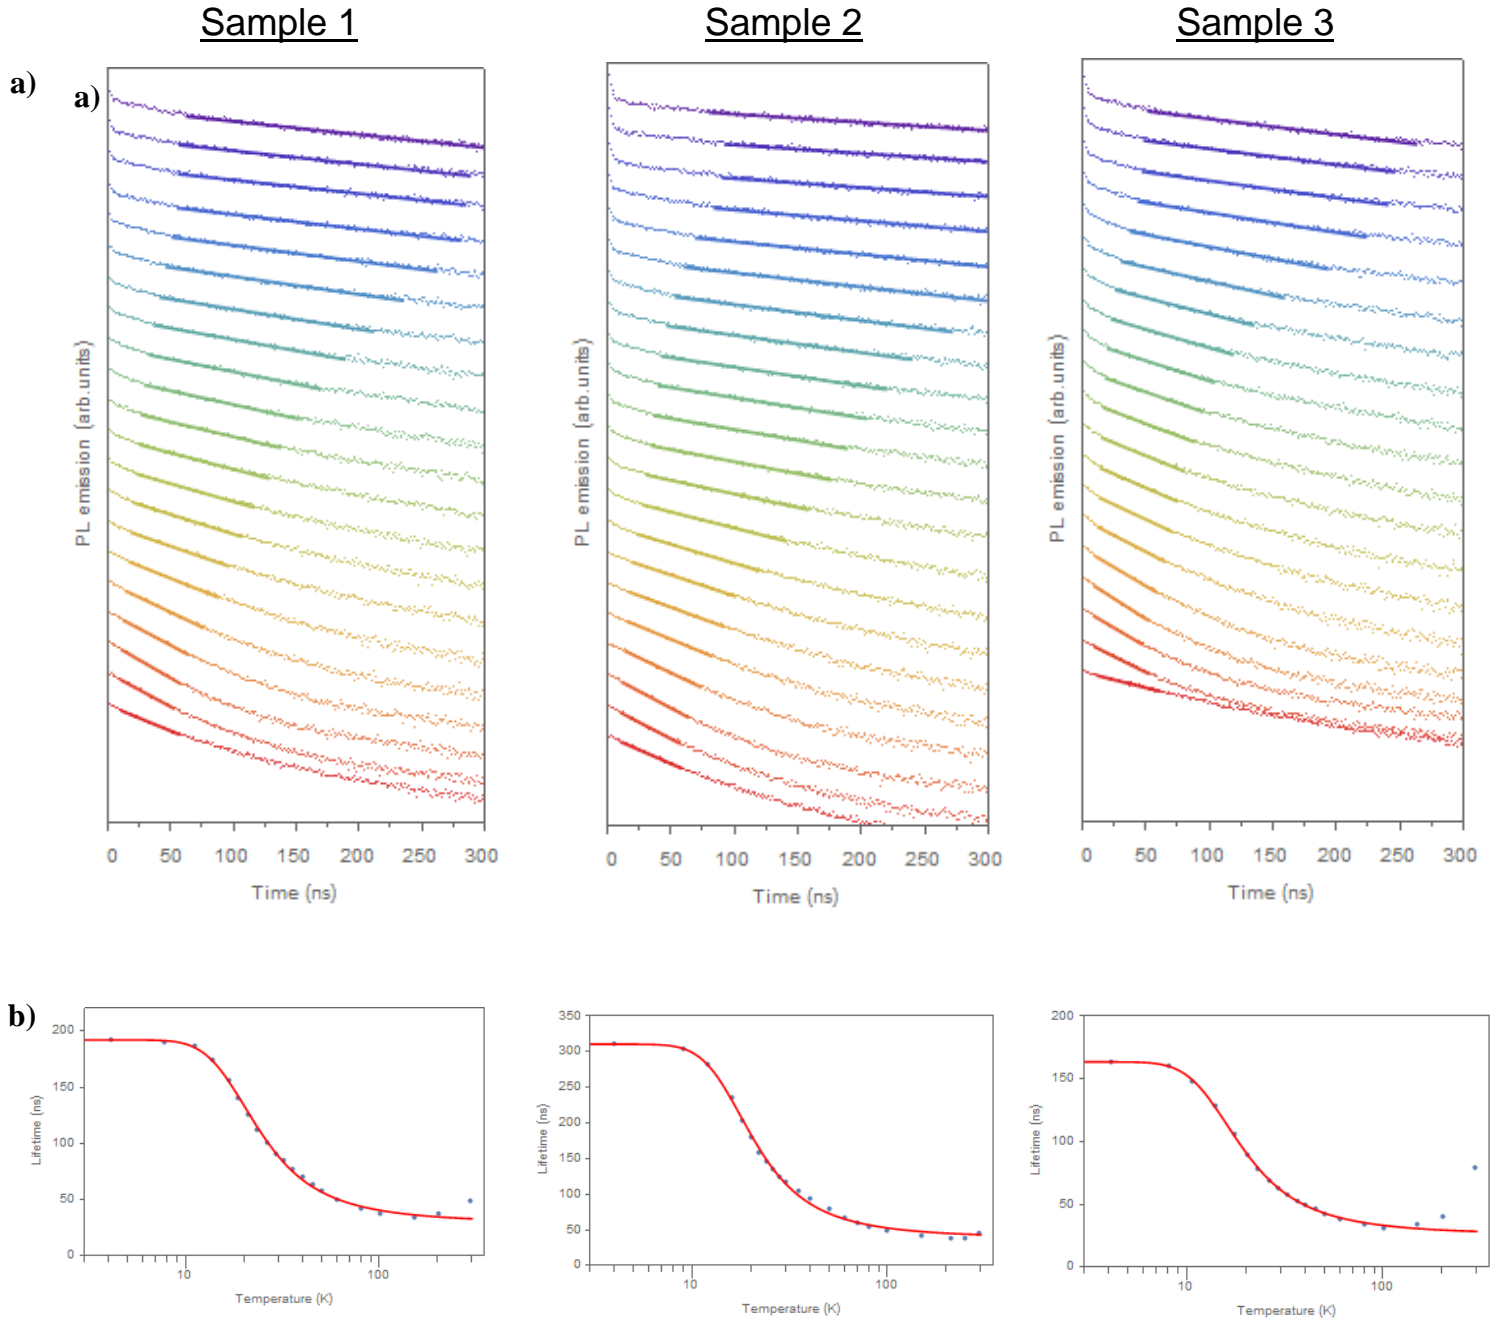 Sample 1 Sample 2 Sample 3
a) a)
PL emission (arb.units) PL emission (arb.units) PL emission (arb.units)
0 50 100 150 200 250 300 0 50 100 150 200 250 300 0 50 100 150 200 250 300
Time (ns) Time (ns) Time (ns)
b)
200
150
100
50
0
Lifetime (ns)
10 100
Temperature (K)
350
300
250
200
150
100
50
0
Lifetime (ns)
10 100
Temperature (K)
200
150
100
50
0
Lifetime (ns)
10 100
Temperature (K)